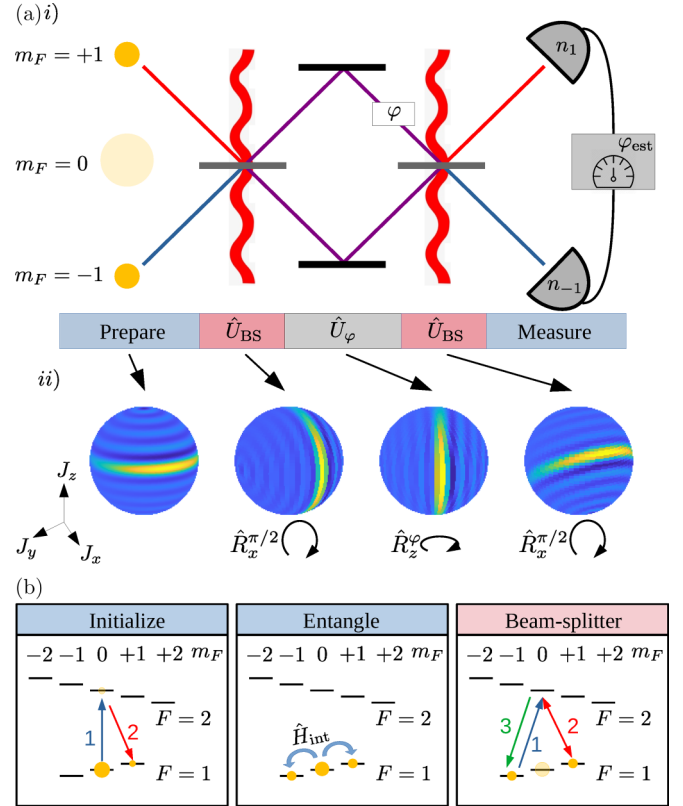 (a) i)
m_F = +1
n_1
φ
φ_est
m_F = 0
m_F = −1
n_{−1}
Prepare Û_BS Û_φ Û_BS Measure
ii)
J_z
J_y J_x
R̂_x^{π/2} R̂_z^φ R̂_x^{π/2}
(b)
Initialize Entangle Beam-splitter
−2 −1 0 +1 +2 m_F −2 −1 0 +1 +2 m_F −2 −1 0 +1 +2 m_F
F = 2 F = 2 F = 2
1 2 Ĥ_int 3 1 2
F = 1 F = 1 F = 1